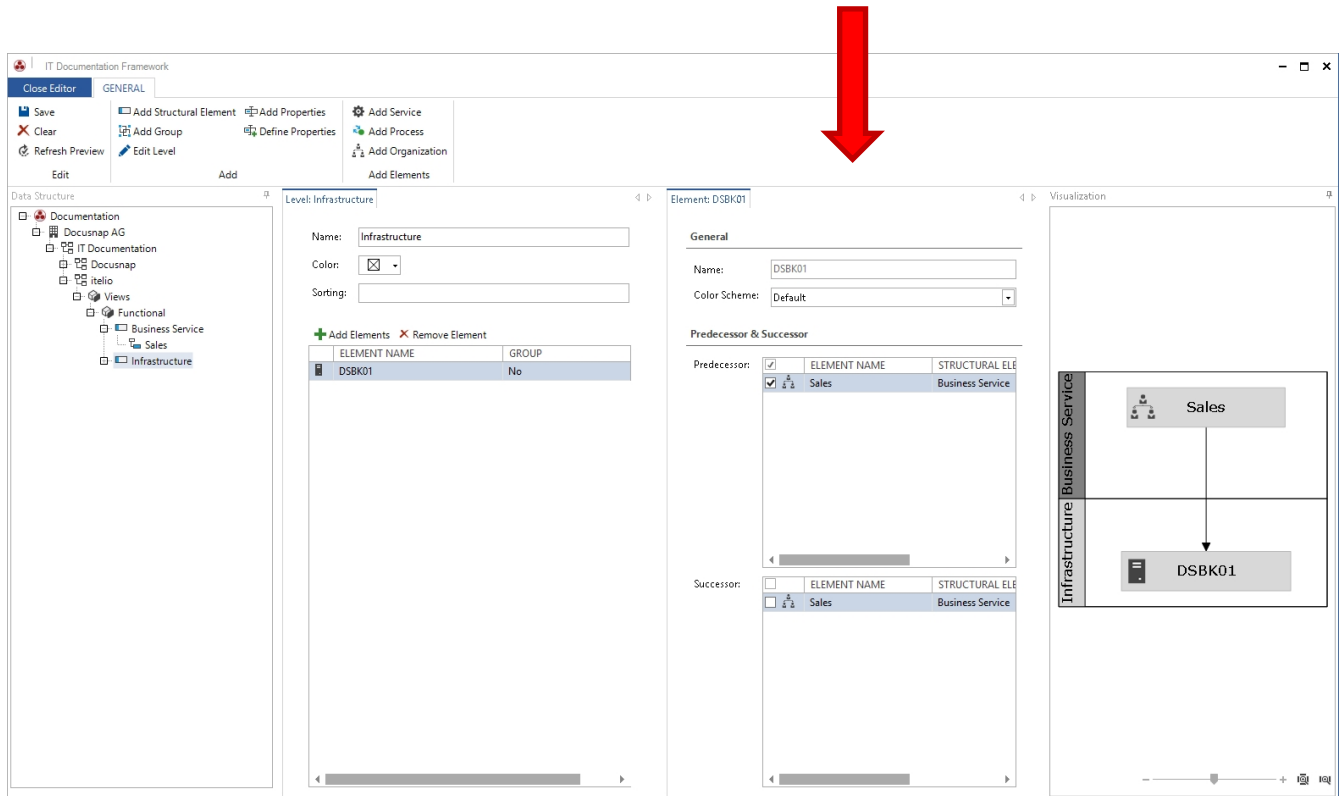 IT Documentation Framework
Close Editor GENERAL
Save
Clear
Refresh Preview
Edit
Add Structural Element
Add Group
Edit Level
Add Properties
Define Properties
Add
Add Service
Add Process
Add Organization
Add Elements
Data Structure
Documentation
Docusnap AG
IT Documentation
Docusnap
itelio
Views
Functional
Business Service
Sales
Infrastructure
Level: Infrastructure
Name: Infrastructure
Color:
Sorting:
Add Elements Remove Element
ELEMENT NAME GROUP
DSBK01 No
Element: DSBK01
General
Name: DSBK01
Color Scheme: Default
Predecessor & Successor
Predecessor: ELEMENT NAME STRUCTURAL ELE
Sales Business Service
Successor: ELEMENT NAME STRUCTURAL ELE
Sales Business Service
Visualization
Business Service
Sales
Infrastructure
DSBK01